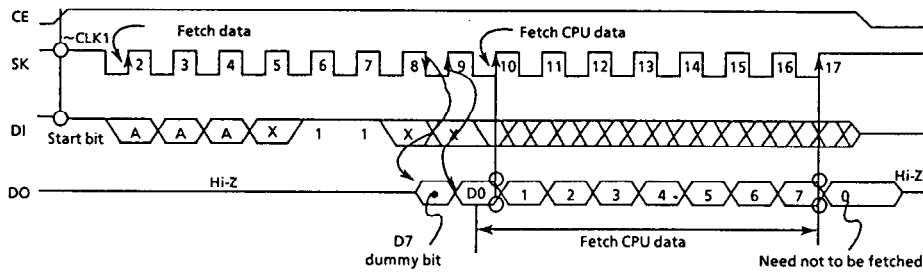 CE
~CLK1
Fetch data
Fetch CPU data
SK
2 3 4 5 6 7 8 9 10 11 12 13 14 15 16 17
DI
Start bit
A A A X 1 1 X X
DO
Hi-Z
D0 1 2 3 4 5 6 7 0
Hi-Z
D7
dummy bit
Fetch CPU data
Need not to be fetched